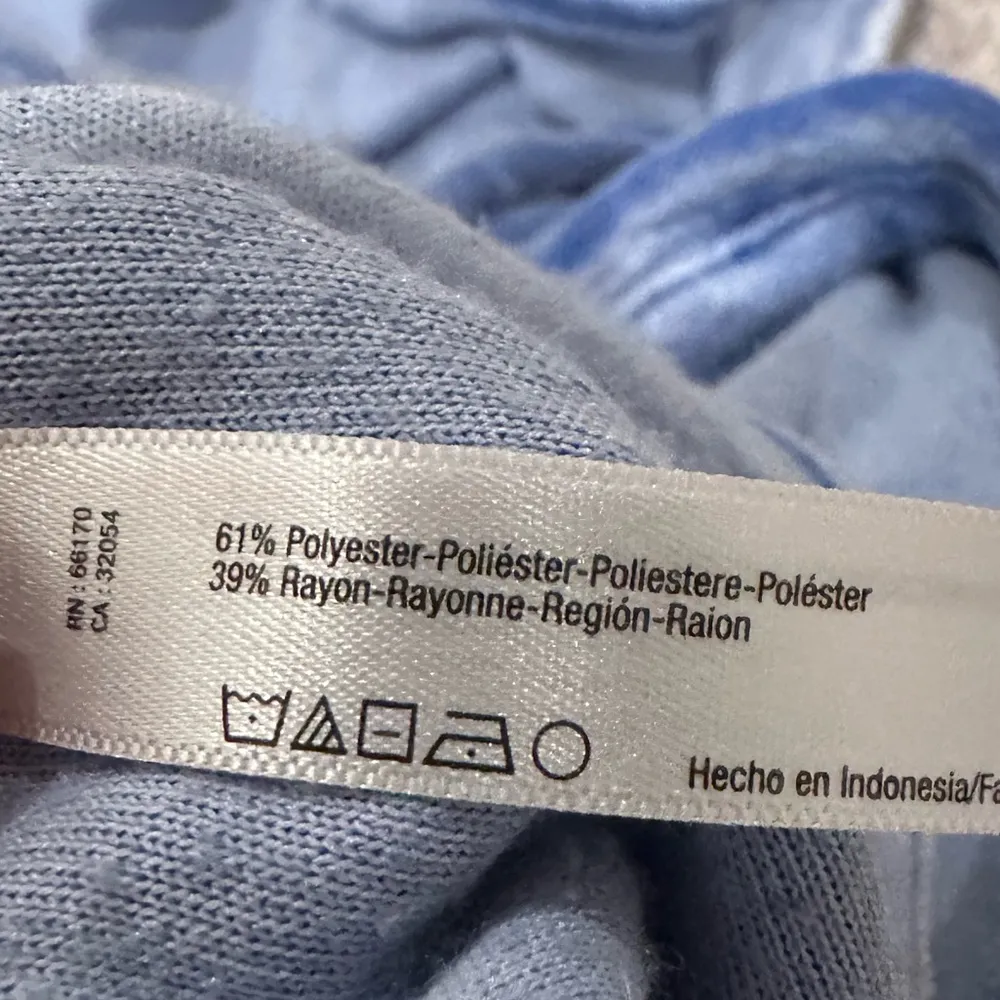 RN : 66170
CA : 32054
61% Polyester-Poliéster-Poliestere-Poléster
39% Rayon-Rayonne-Región-Raion
Hecho en Indonesia/Fa